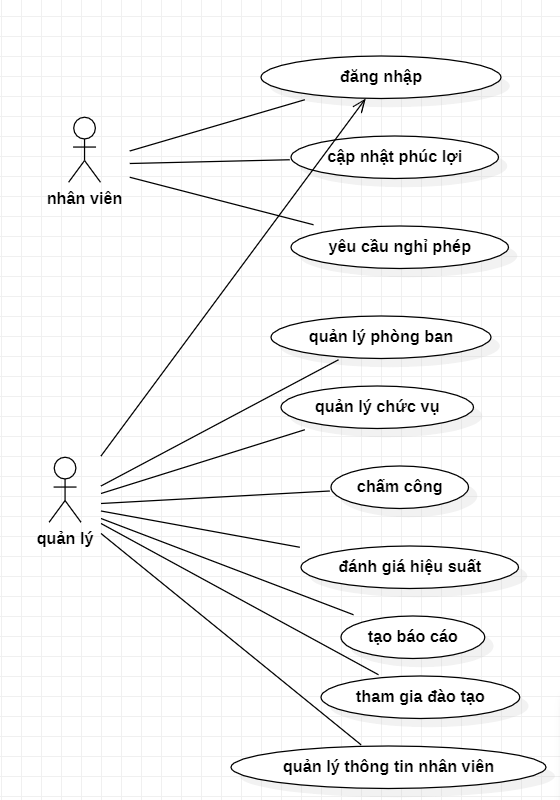 đăng nhập
cập nhật phúc lợi
nhân viên
yêu cầu nghỉ phép
quản lý phòng ban
quản lý chức vụ
chấm công
quản lý
đánh giá hiệu suất
tạo báo cáo
tham gia đào tạo
quản lý thông tin nhân viên